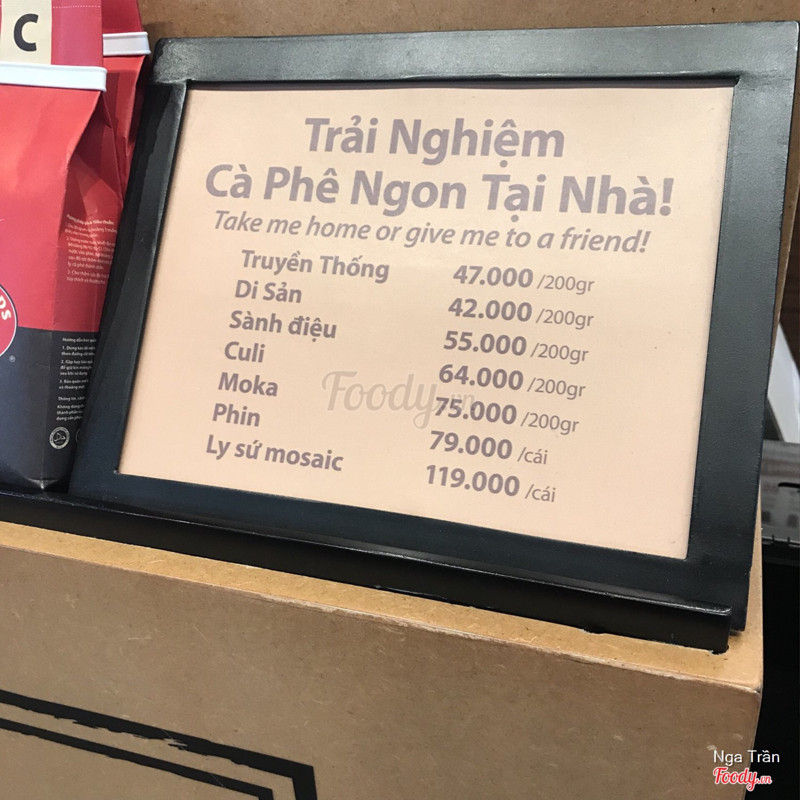 C
Trải Nghiệm
Cà Phê Ngon Tại Nhà!
Take me home or give me to a friend!
Truyền Thống 47.000 /200gr
Di Sản 42.000 /200gr
Sành điệu 55.000 /200gr
Culi 64.000 /200gr
Moka 75.000 /200gr
Phin 79.000 /cái
Ly sứ mosaic 119.000 /cái
Foody.vn
Nga Trần
Foody.vn